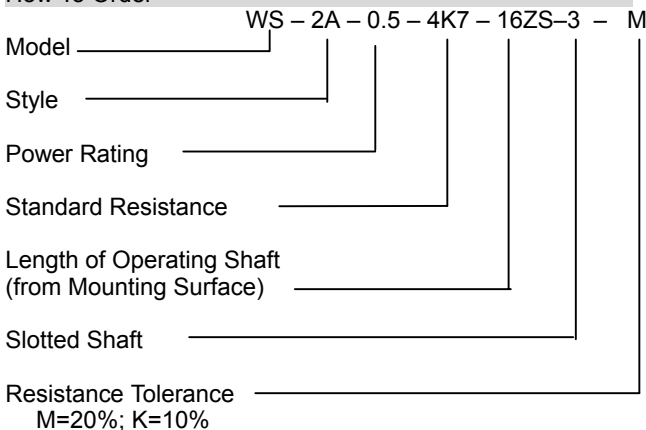 How To Order
WS – 2A – 0.5 – 4K7 – 16ZS–3 – M
Model
Style
Power Rating
Standard Resistance
Length of Operating Shaft
(from Mounting Surface)
Slotted Shaft
Resistance Tolerance
M=20%; K=10%